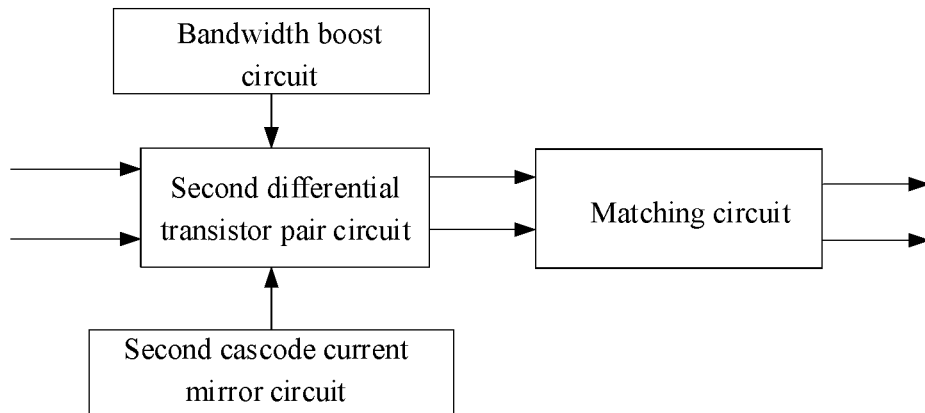 Bandwidth boost
circuit
Second differential
transistor pair circuit
Matching circuit
Second cascode current
mirror circuit